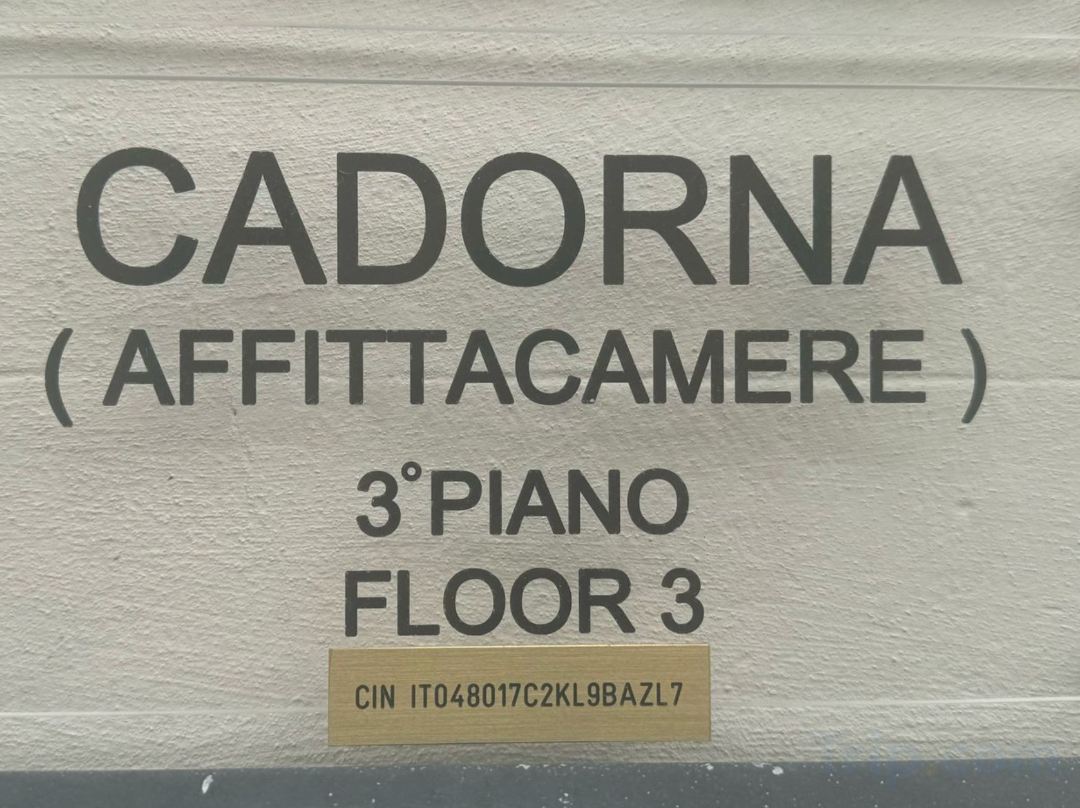 CADORNA
( AFFITTACAMERE )
3°PIANO
FLOOR 3
CIN IT048017C2KL9BAZL7